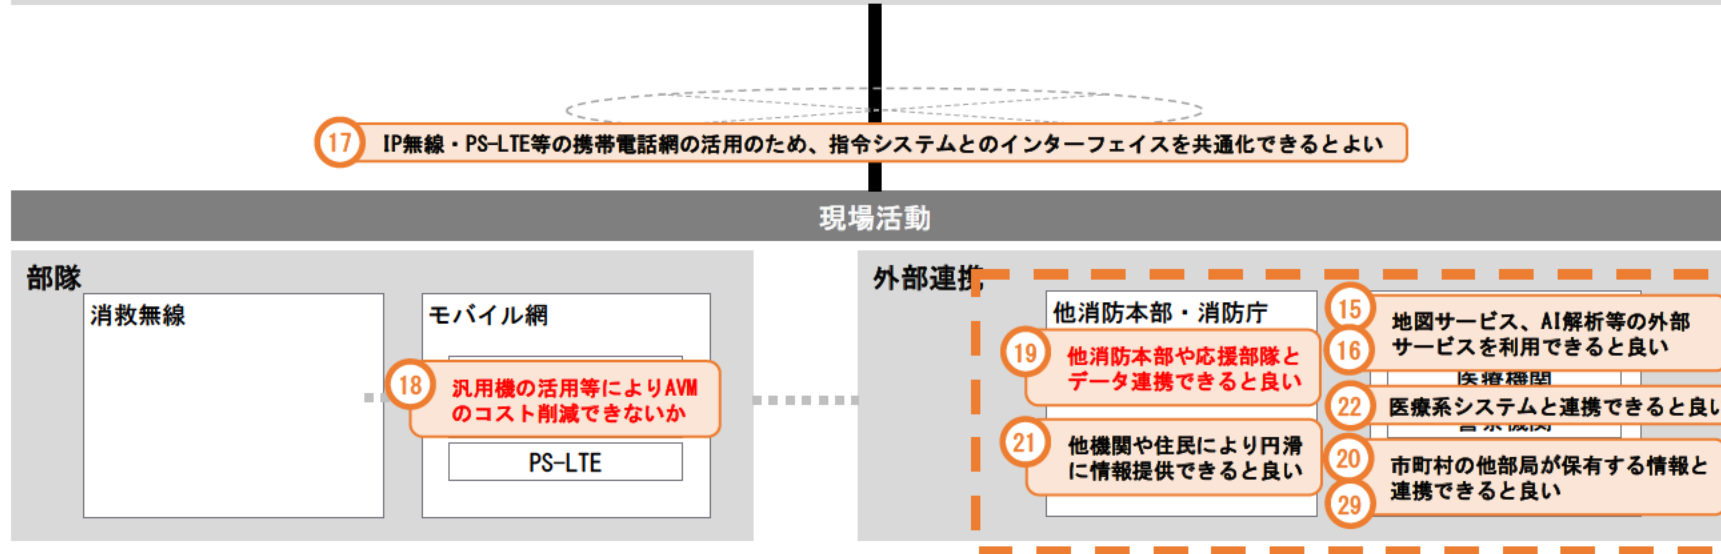 17 IP無線・PS-LTE等の携帯電話網の活用のため、指令システムとのインターフェイスを共通化できるとよい
現場活動
部隊
消救無線
モバイル網
18 汎用機の活用等によりAVM
のコスト削減できないか
PS-LTE
外部連携
他消防本部・消防庁
19 他消防本部や応援部隊と
データ連携できると良い
21 他機関や住民により円滑
に情報提供できると良い
15
16
地図サービス、AI解析等の外部
サービスを利用できると良い
医療機関
22 医療系システムと連携できると良い
警察機関
20
29
市町村の他部局が保有する情報と
連携できると良い